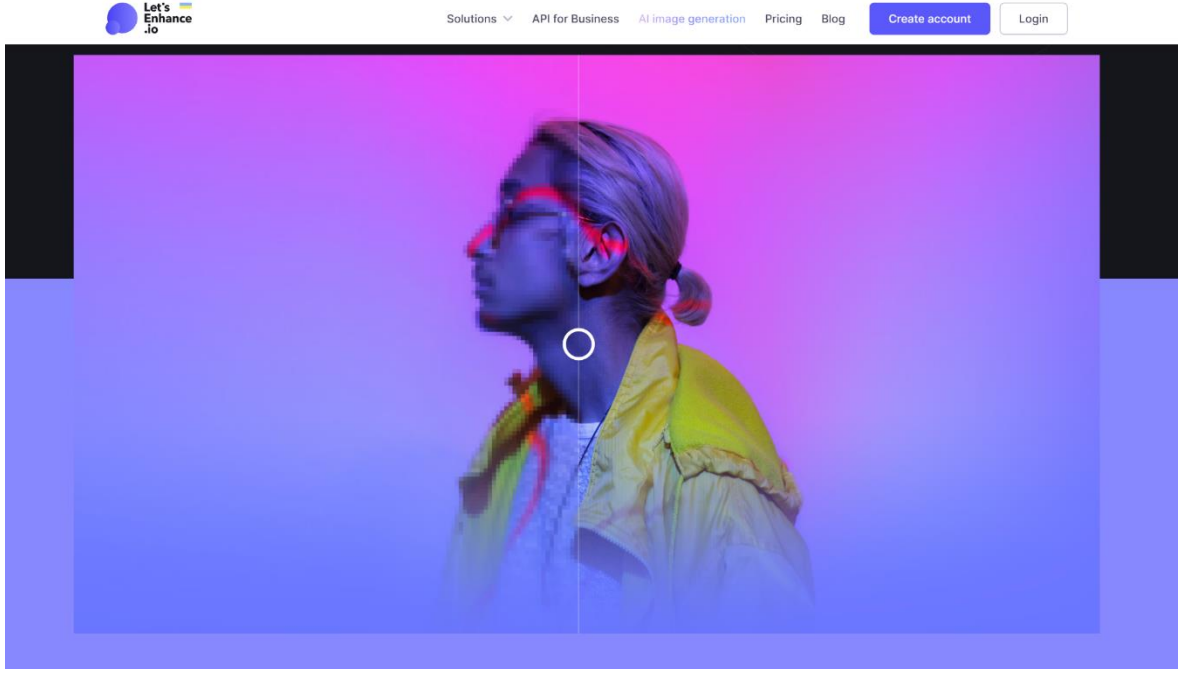 Let's
Enhance
.io
Solutions API for Business AI image generation Pricing Blog Create account Login